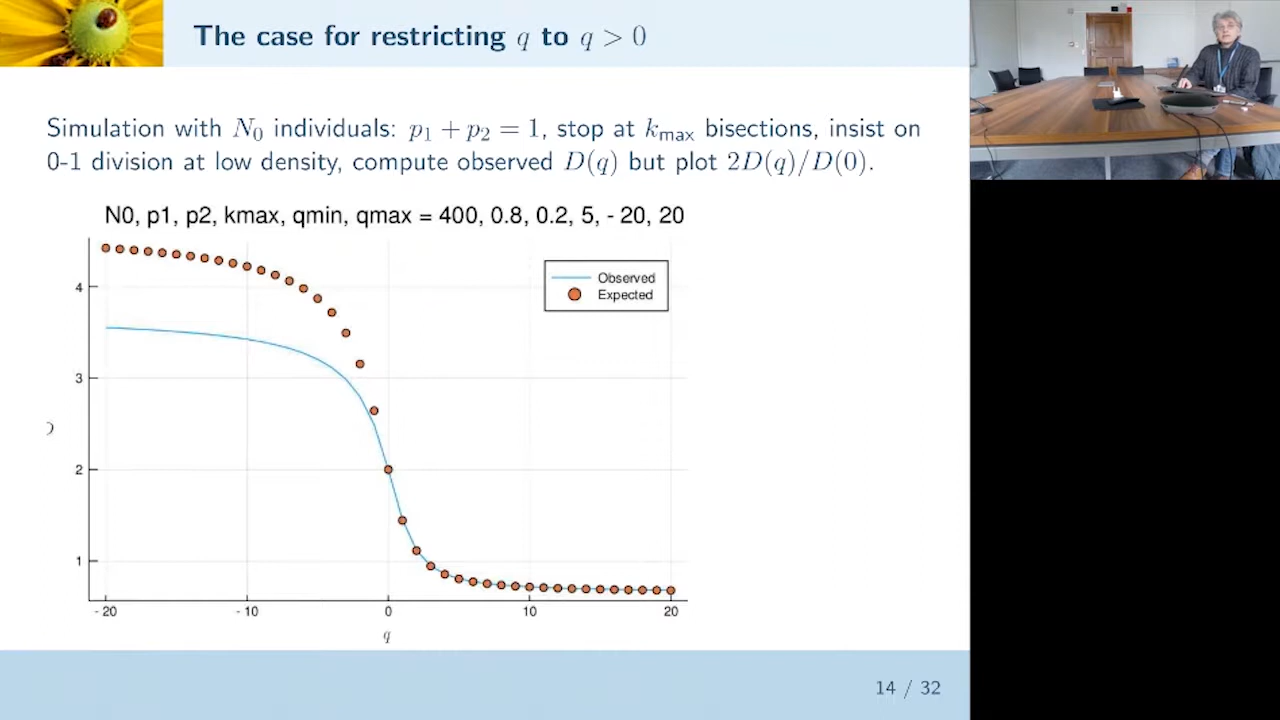 The case for restricting q to q > 0
Simulation with N₀ individuals: p₁ + p₂ = 1, stop at kₘₐₓ bisections, insist on
0-1 division at low density, compute observed D(q) but plot 2D(q)/D(0).
N0, p1, p2, kmax, qmin, qmax = 400, 0.8, 0.2, 5, - 20, 20
Observed
Expected
4
3
2
1
- 20
- 10
0
10
20
q
14 / 32